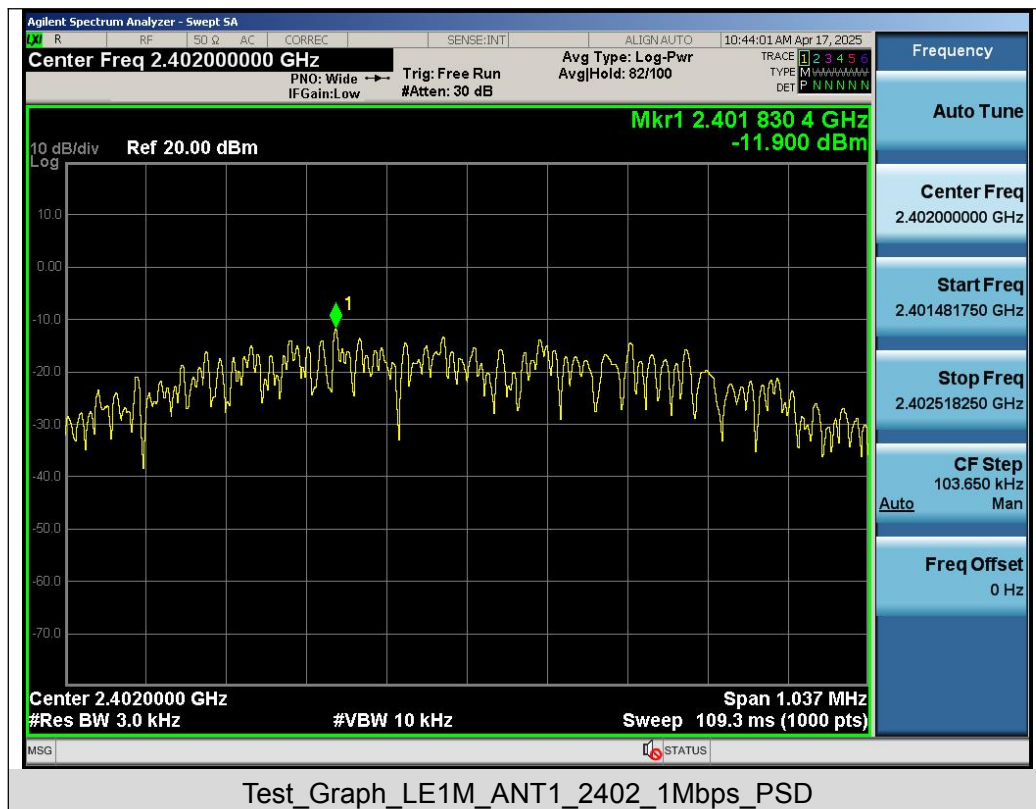 Agilent Spectrum Analyzer - Swept SA
LXI R RF 50 Ω AC CORREC SENSE:INT ALIGN AUTO 10:44:01 AM Apr 17, 2025
Center Freq 2.402000000 GHz
PNO: Wide
IFGain:Low
Trig: Free Run
#Atten: 30 dB
Avg Type: Log-Pwr
Avg|Hold: 82/100
TRACE 1 2 3 4 5 6
TYPE M
DET P N N N N N
Mkr1 2.401 830 4 GHz
-11.900 dBm
10 dB/div Ref 20.00 dBm
Log
10.0
0.00
1
-10.0
-20.0
-30.0
-40.0
-50.0
-60.0
-70.0
Center 2.4020000 GHz Span 1.037 MHz
#Res BW 3.0 kHz #VBW 10 kHz Sweep 109.3 ms (1000 pts)
MSG STATUS
Frequency
Auto Tune
Center Freq
2.402000000 GHz
Start Freq
2.401481750 GHz
Stop Freq
2.402518250 GHz
CF Step
103.650 kHz
Auto Man
Freq Offset
0 Hz
Test_Graph_LE1M_ANT1_2402_1Mbps_PSD